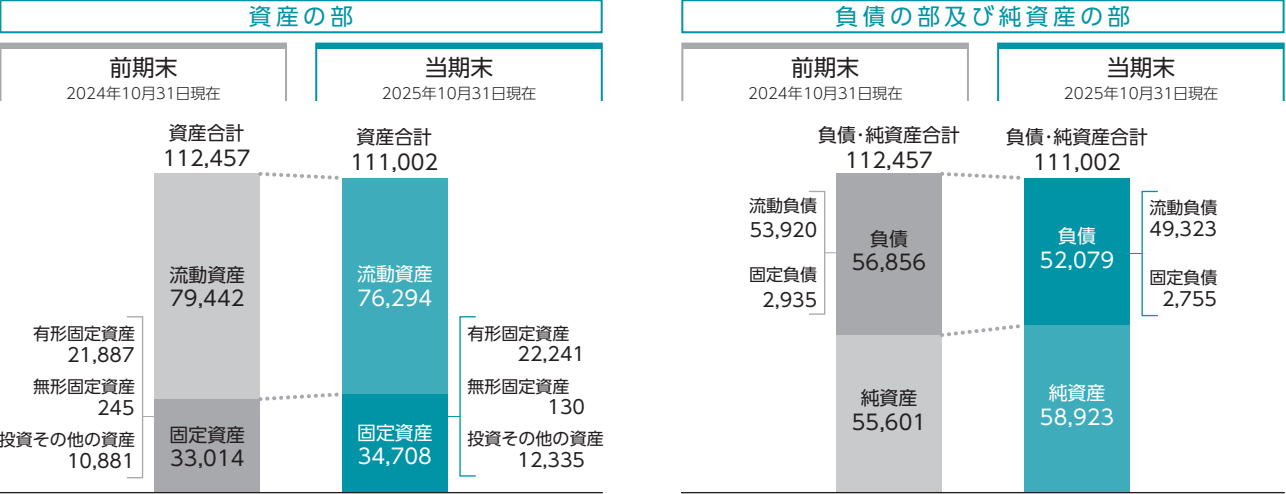 資産の部
前期末
2024年10月31日現在
当期末
2025年10月31日現在
資産合計
112,457
資産合計
111,002
流動資産
79,442
流動資産
76,294
有形固定資産
21,887
無形固定資産
245
投資その他の資産
10,881
固定資産
33,014
固定資産
34,708
有形固定資産
22,241
無形固定資産
130
投資その他の資産
12,335
負債の部及び純資産の部
前期末
2024年10月31日現在
当期末
2025年10月31日現在
負債・純資産合計
112,457
負債・純資産合計
111,002
流動負債
53,920
固定負債
2,935
負債
56,856
負債
52,079
流動負債
49,323
固定負債
2,755
純資産
55,601
純資産
58,923